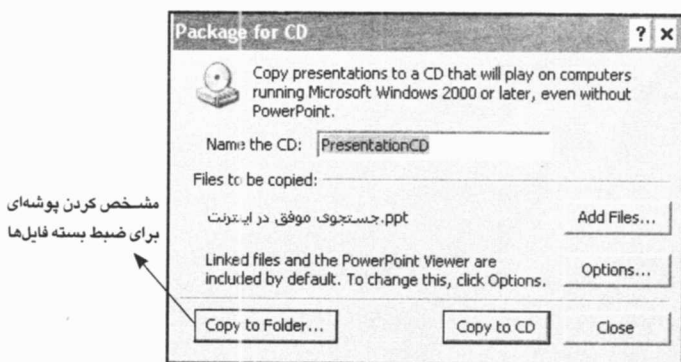 Package for CD
Copy presentations to a CD that will play on computers
running Microsoft Windows 2000 or later, even without
PowerPoint.
Name the CD: PresentationCD
Files to be copied:
جستجوی موفق در اینترنت.ppt
Add Files...
مشخص کردن پوشه‌ای
برای ضبط بسته فایل‌ها
Linked files and the PowerPoint Viewer are
included by default. To change this, click Options.
Options...
Copy to Folder...
Copy to CD
Close